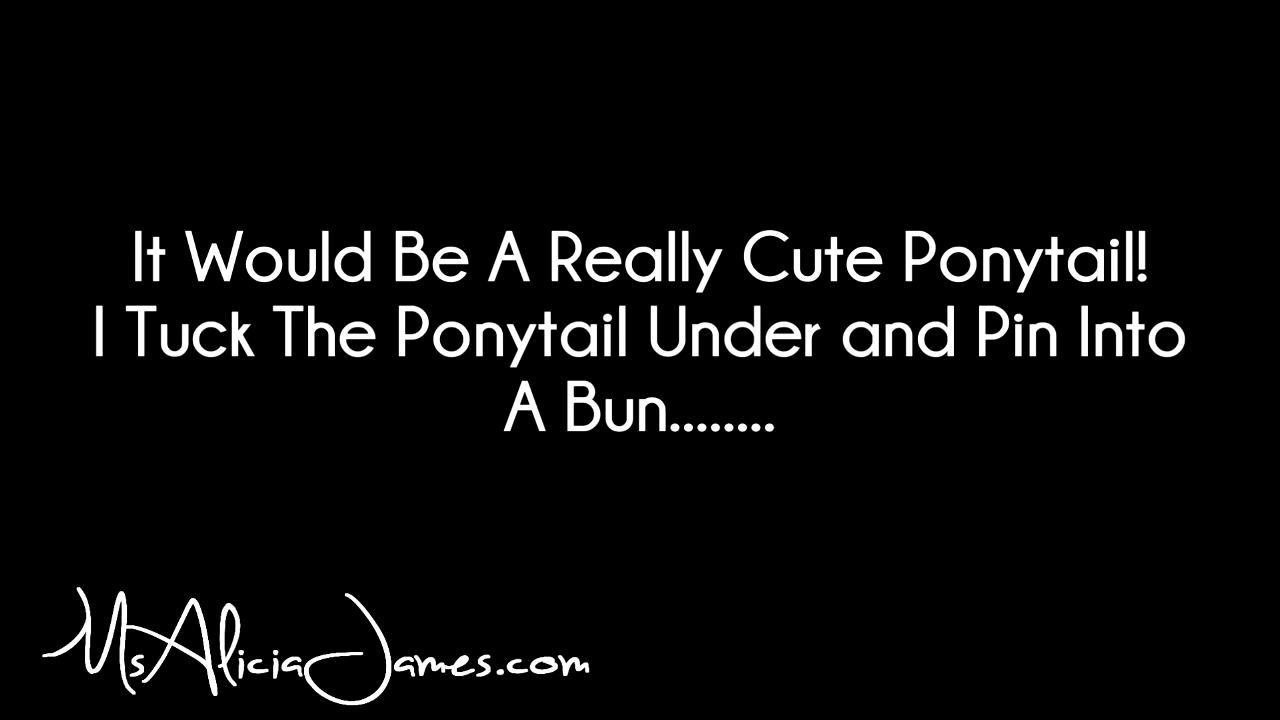 It Would Be A Really Cute Ponytail!
I Tuck The Ponytail Under and Pin Into
A Bun........
MsAliciaJames.com